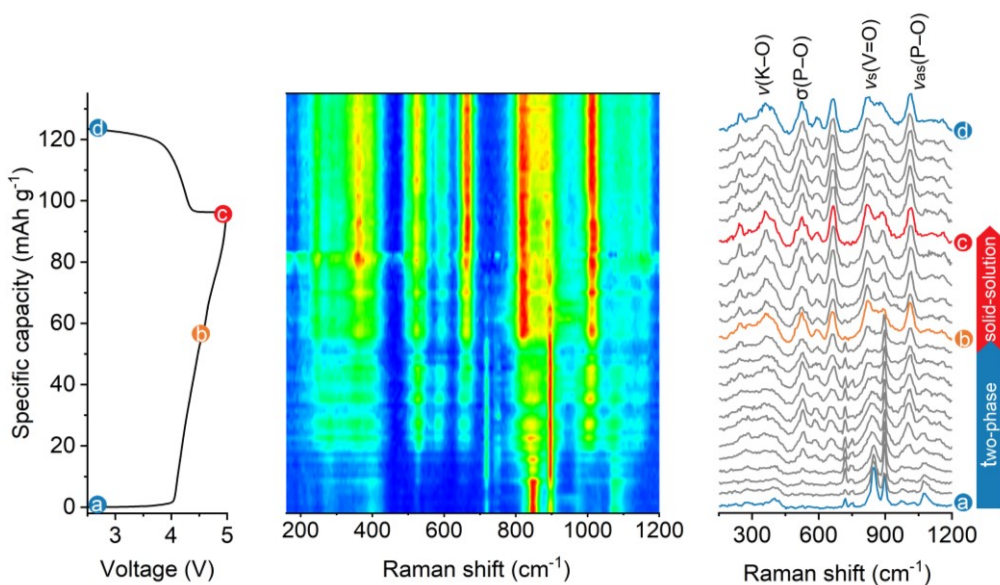 Specific capacity (mAh g⁻¹)
120
100
80
60
40
20
0
d
c
b
a
3 4 5
Voltage (V)
200 400 600 800 1000 1200
Raman shift (cm⁻¹)
ν(K–O)
σ(P–O)
νs(V=O)
νas(P–O)
d
c
b
a
solid-solution
two-phase
300 600 900 1200
Raman shift (cm⁻¹)